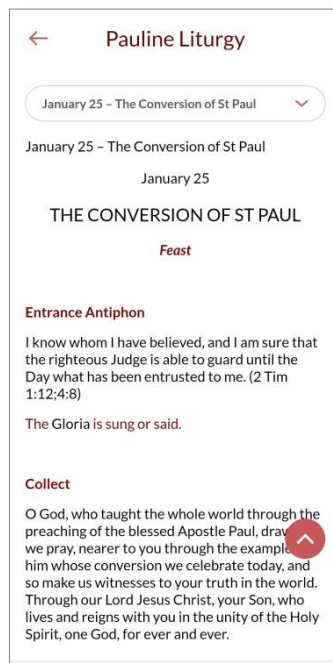 Pauline Liturgy
January 25 – The Conversion of St Paul
January 25 – The Conversion of St Paul
January 25
THE CONVERSION OF ST PAUL
Feast
Entrance Antiphon
I know whom I have believed, and I am sure that
the righteous Judge is able to guard until the
Day what has been entrusted to me. (2 Tim
1:12;4:8)
The Gloria is sung or said.
Collect
O God, who taught the whole world through the
preaching of the blessed Apostle Paul,
we pray, nearer to you through the
him whose conversion we celebrate today, and
so make us witnesses to your truth in the world.
Through our Lord Jesus Christ, your Son, who
lives and reigns with you in the unity of the Holy
Spirit, one God, for ever and ever.